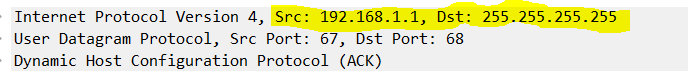 Internet Protocol Version 4, Src: 192.168.1.1, Dst: 255.255.255.255
User Datagram Protocol, Src Port: 67, Dst Port: 68
Dynamic Host Configuration Protocol (ACK)